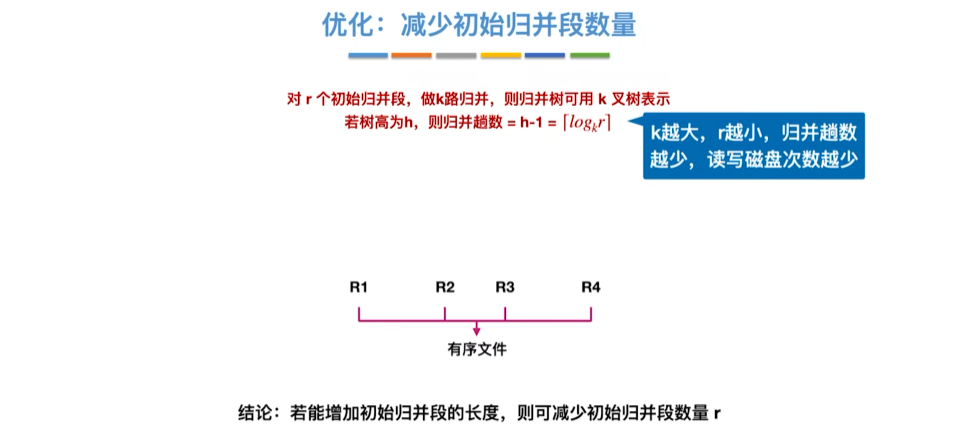 优化：减少初始归并段数量
对 r 个初始归并段，做k路归并，则归并树可用 k 叉树表示
若树高为h，则归并趟数 = h-1 = ⌈logₖr⌉
k越大，r越小，归并趟数
越少，读写磁盘次数越少
R1 R2 R3 R4
有序文件
结论：若能增加初始归并段的长度，则可减少初始归并段数量 r